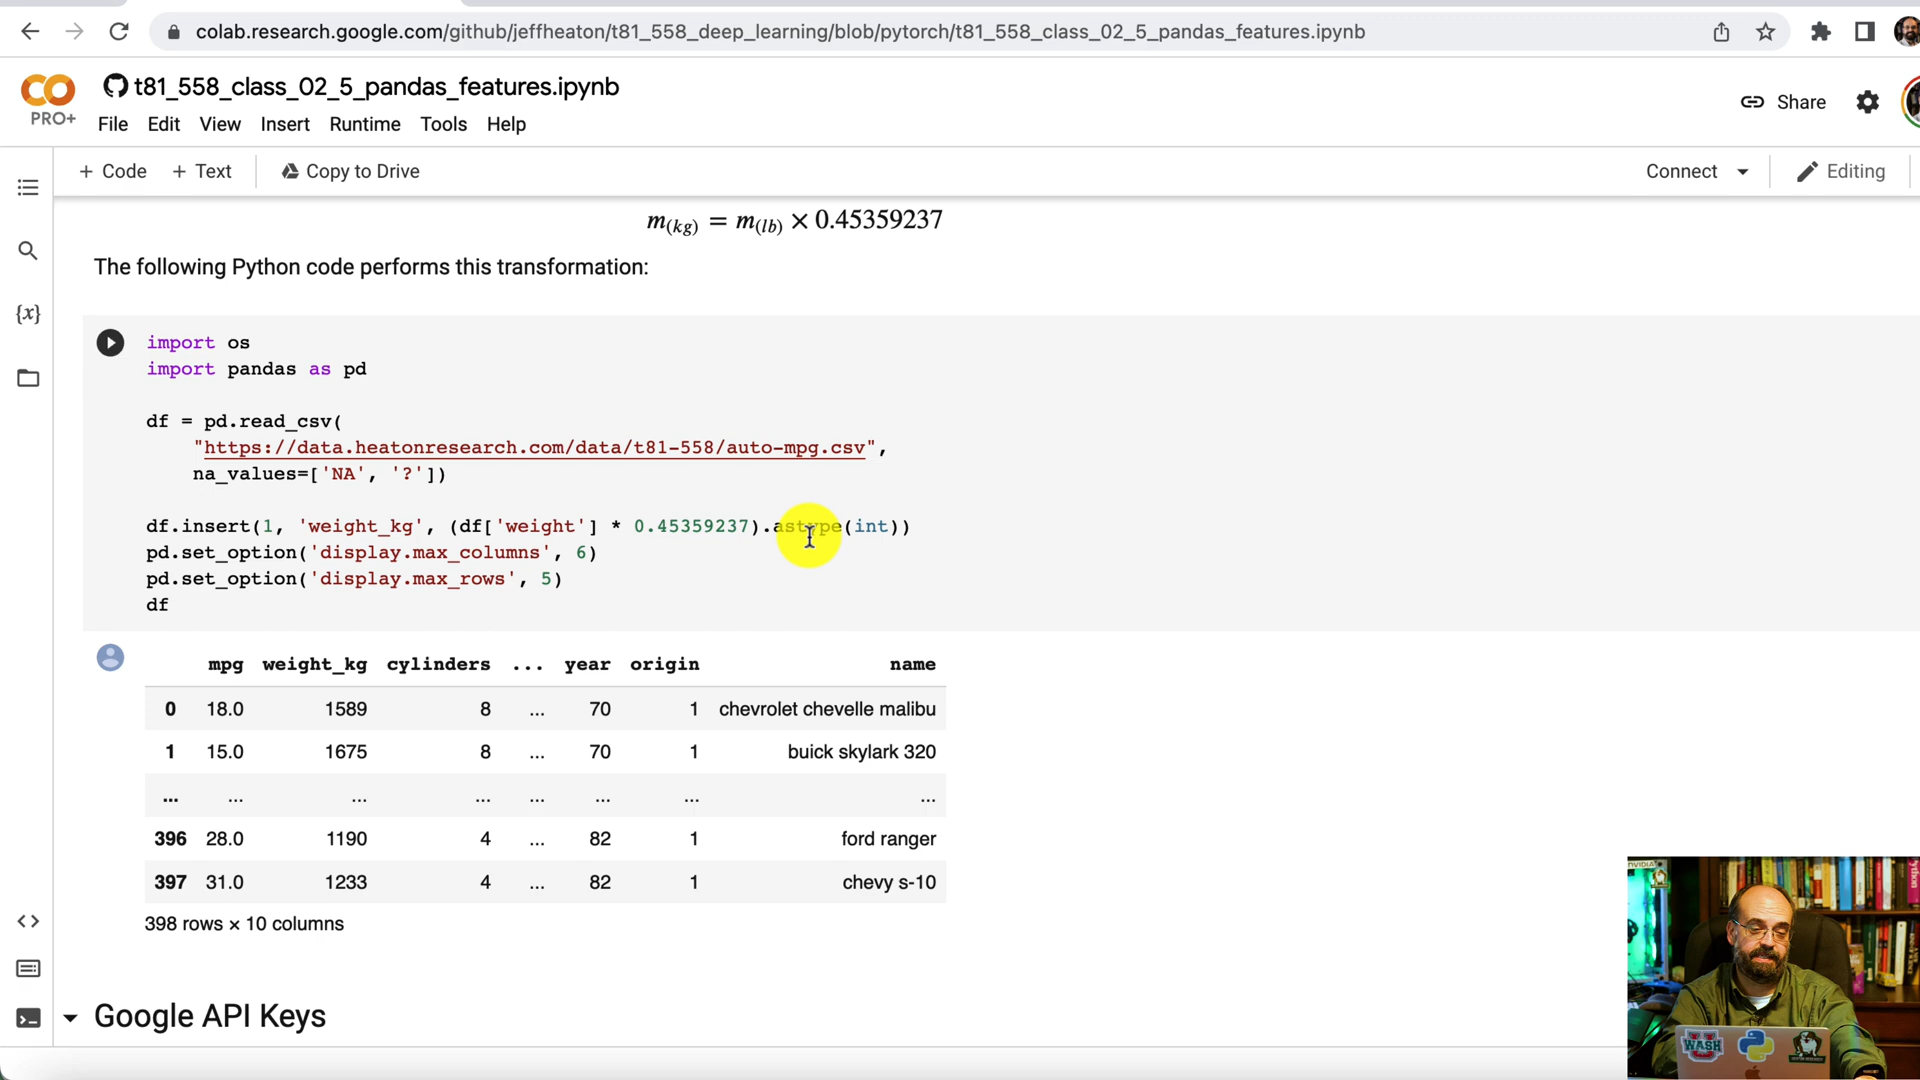 colab.research.google.com/github/jeffheaton/t81_558_deep_learning/blob/pytorch/t81_558_class_02_5_pandas_features.ipynb
PRO+
t81_558_class_02_5_pandas_features.ipynb
File Edit View Insert Runtime Tools Help
Share
+ Code + Text Copy to Drive
Connect
Editing
m(kg) = m(lb) × 0.45359237
The following Python code performs this transformation:
{x}
import os
import pandas as pd
df = pd.read_csv(
"https://data.heatonresearch.com/data/t81-558/auto-mpg.csv",
na_values=['NA', '?'])
df.insert(1, 'weight_kg', (df['weight'] * 0.45359237).astype(int))
pd.set_option('display.max_columns', 6)
pd.set_option('display.max_rows', 5)
df
mpg weight_kg cylinders ... year origin name
0 18.0 1589 8 ... 70 1 chevrolet chevelle malibu
1 15.0 1675 8 ... 70 1 buick skylark 320
... ... ... ... ... ... ... ...
396 28.0 1190 4 ... 82 1 ford ranger
397 31.0 1233 4 ... 82 1 chevy s-10
398 rows × 10 columns
Google API Keys
NVIDIA
WASH